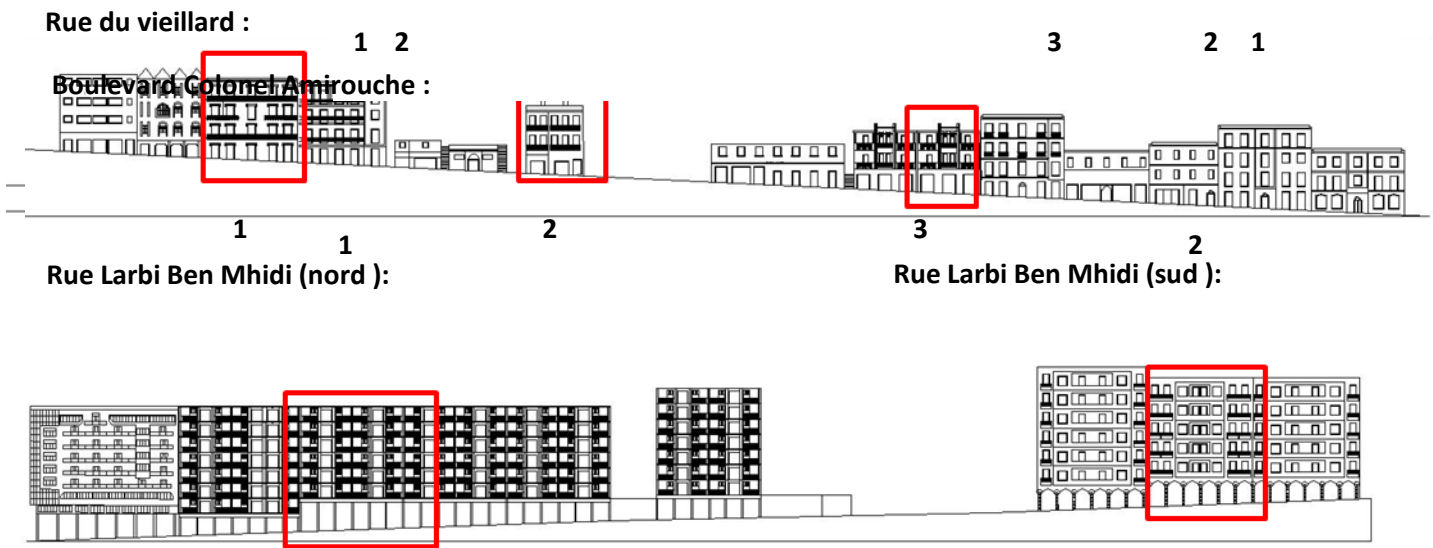 Rue du vieillard :
1 2 3 2 1
Boulevard Colonel Amirouche :
1 2 3
1 2
Rue Larbi Ben Mhidi (nord ): Rue Larbi Ben Mhidi (sud ):